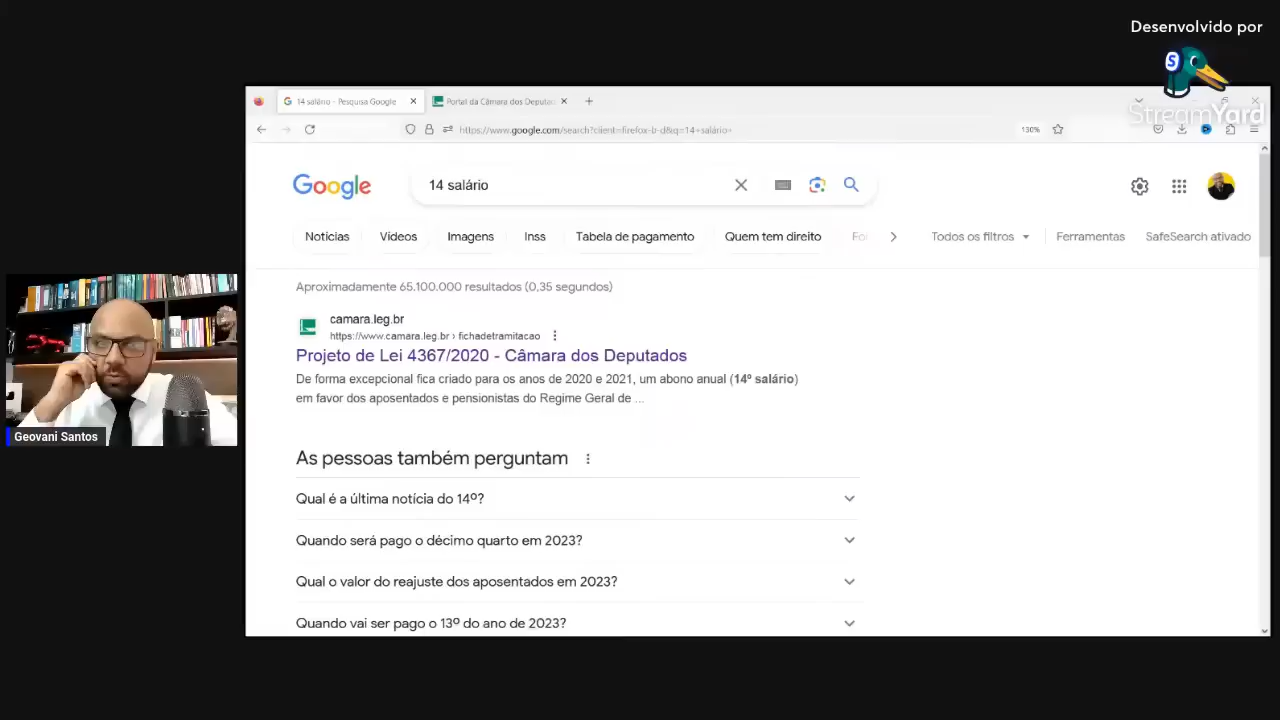 Desenvolvido por
StreamYard
14 salário - Pesquisa Google
Portal da Câmara dos Deputad
https://www.google.com/search?client=firefox-b-d&q=14+salário+
130%
Google
14 salário
Notícias
Vídeos
Imagens
Inss
Tabela de pagamento
Quem tem direito
Todos os filtros
Ferramentas
SafeSearch ativado
Aproximadamente 65.100.000 resultados (0,35 segundos)
camara.leg.br
https://www.camara.leg.br › fichadetramitacao
Projeto de Lei 4367/2020 - Câmara dos Deputados
De forma excepcional fica criado para os anos de 2020 e 2021, um abono anual (14º salário)
em favor dos aposentados e pensionistas do Regime Geral de ...
Geovani Santos
As pessoas também perguntam
Qual é a última notícia do 14º?
Quando será pago o décimo quarto em 2023?
Qual o valor do reajuste dos aposentados em 2023?
Quando vai ser pago o 13º do ano de 2023?